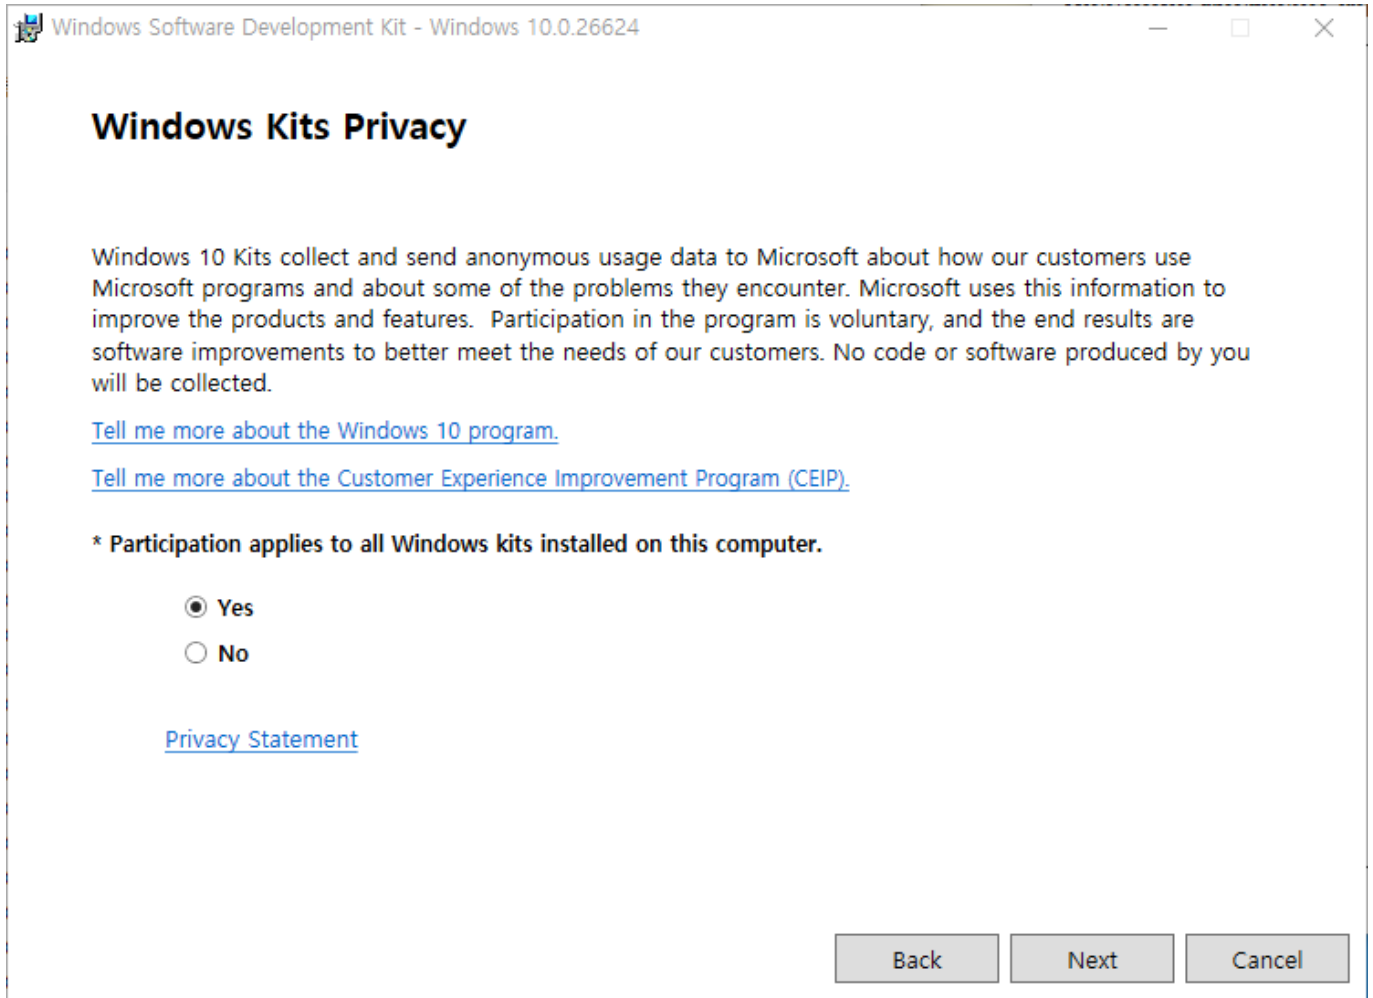 Windows Software Development Kit - Windows 10.0.26624
Windows Kits Privacy
Windows 10 Kits collect and send anonymous usage data to Microsoft about how our customers use
Microsoft programs and about some of the problems they encounter. Microsoft uses this information to
improve the products and features.  Participation in the program is voluntary, and the end results are
software improvements to better meet the needs of our customers. No code or software produced by you
will be collected.
Tell me more about the Windows 10 program.
Tell me more about the Customer Experience Improvement Program (CEIP).
* Participation applies to all Windows kits installed on this computer.
Yes
No
Privacy Statement
Back Next Cancel